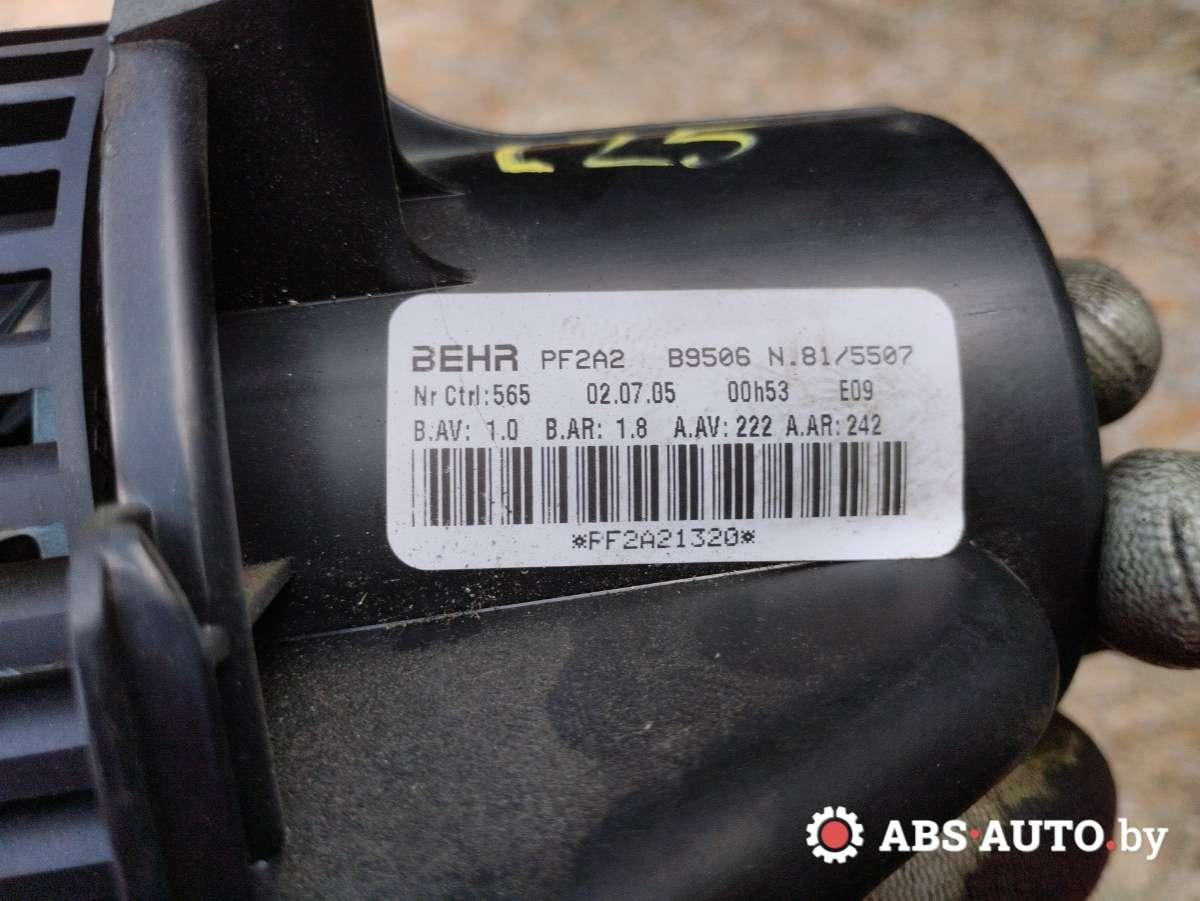 BEHR PF2A2 B9506 N.81/5507
Nr Ctrl:565 02.07.05 00h53 E09
B.AV: 1.0 B.AR: 1.8 A.AV: 222 A.AR: 242
*PF2A21320*
ABS·AUTO.by